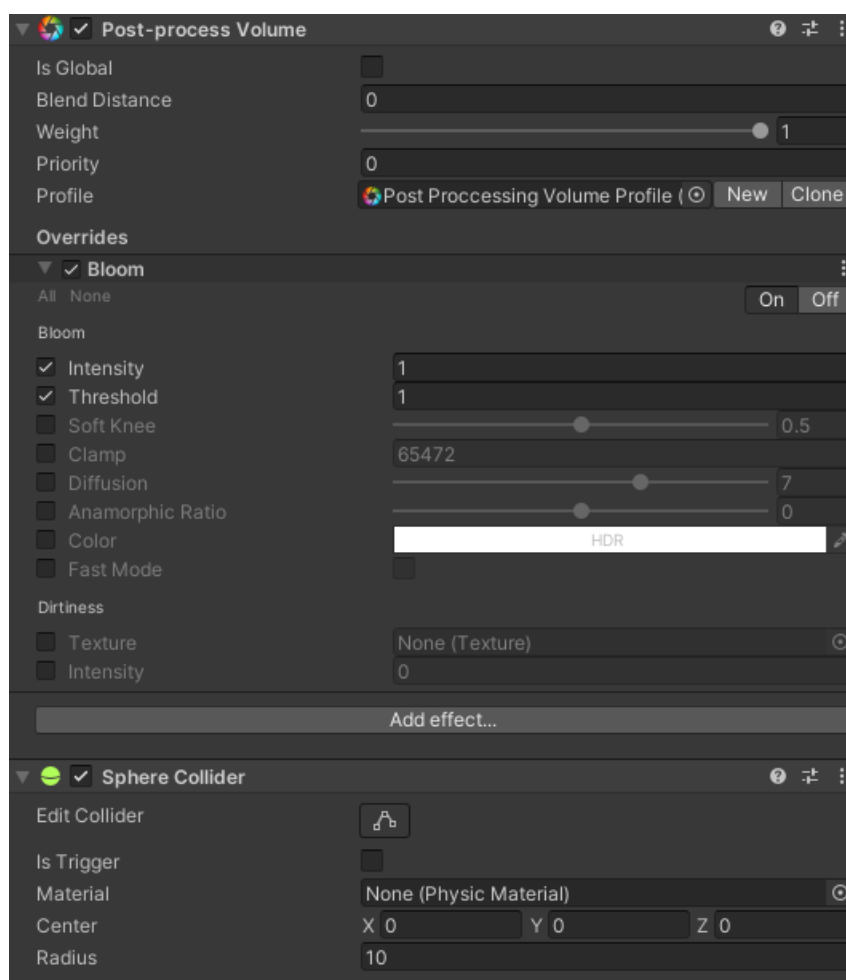 Post-process Volume
Is Global
Blend Distance 0
Weight 1
Priority 0
Profile Post Proccessing Volume Profile ( New Clone
Overrides
Bloom
All None On Off
Bloom
Intensity 1
Threshold 1
Soft Knee 0.5
Clamp 65472
Diffusion 7
Anamorphic Ratio 0
Color HDR
Fast Mode
Dirtiness
Texture None (Texture)
Intensity 0
Add effect...
Sphere Collider
Edit Collider
Is Trigger
Material None (Physic Material)
Center X 0 Y 0 Z 0
Radius 10